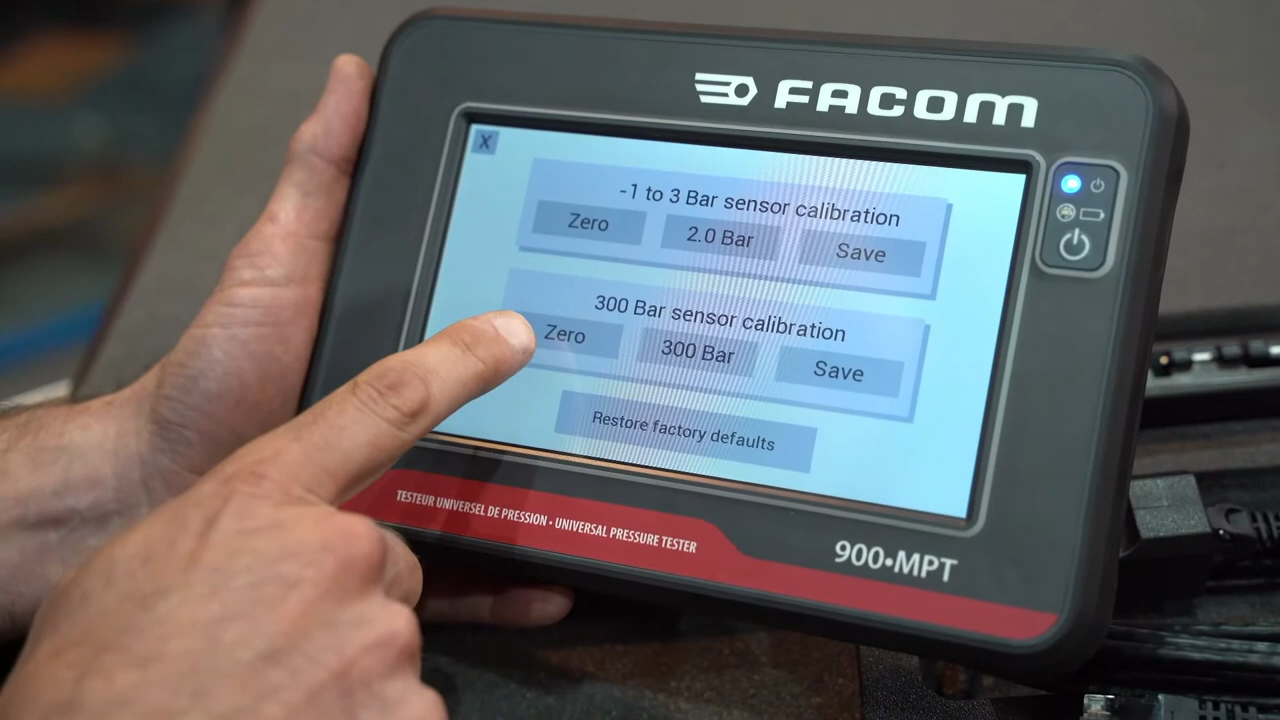 FACOM
X
-1 to 3 Bar sensor calibration
Zero
2.0 Bar
Save
300 Bar sensor calibration
Zero
300 Bar
Save
Restore factory defaults
TESTEUR UNIVERSEL DE PRESSION • UNIVERSAL PRESSURE TESTER
900•MPT